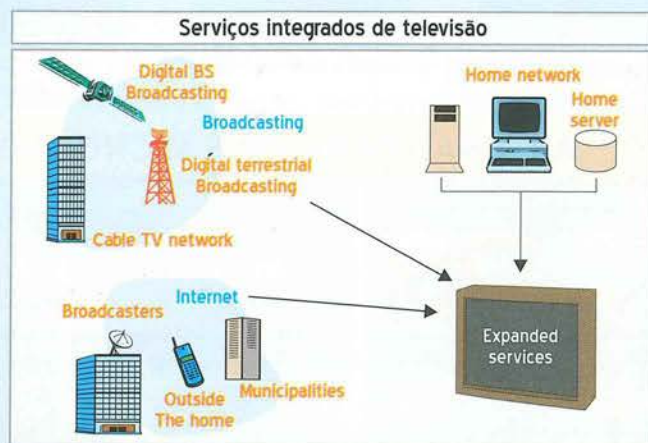 Serviços integrados de televisão
Digital BS
Broadcasting
Broadcasting
Digital terrestrial
Broadcasting
Cable TV network
Home network
Home
server
Internet
Broadcasters
Outside
The home
Municipalities
Expanded
services